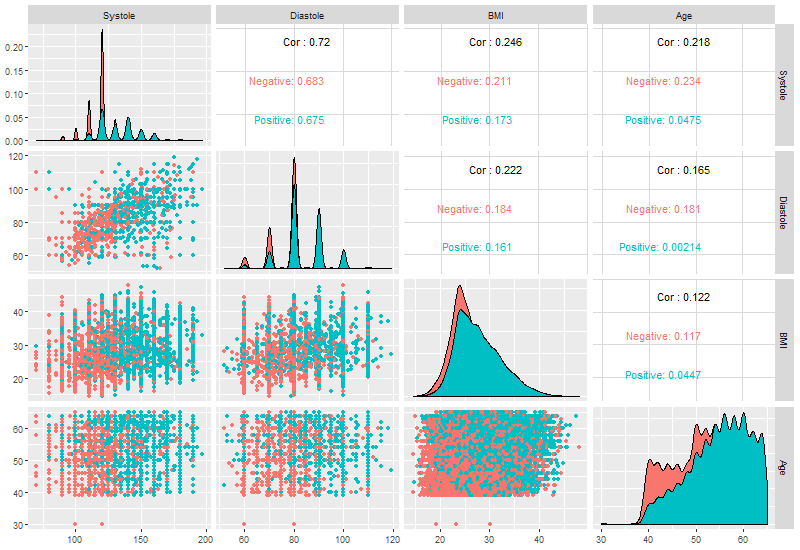 Systole Diastole BMI Age
0.20
0.15
0.10
0.05
0.00
Cor : 0.72
Negative: 0.683
Positive: 0.675
Cor : 0.246
Negative: 0.211
Positive: 0.173
Cor : 0.218
Negative: 0.234
Positive: 0.0475
Systole
120
100
80
60
Cor : 0.222
Negative: 0.184
Positive: 0.161
Cor : 0.165
Negative: 0.181
Positive: 0.00214
Diastole
40
30
20
Cor : 0.122
Negative: 0.117
Positive: 0.0447
BMI
60
50
40
30
Age
100 150 200 60 80 100 120 20 30 40 30 40 50 60